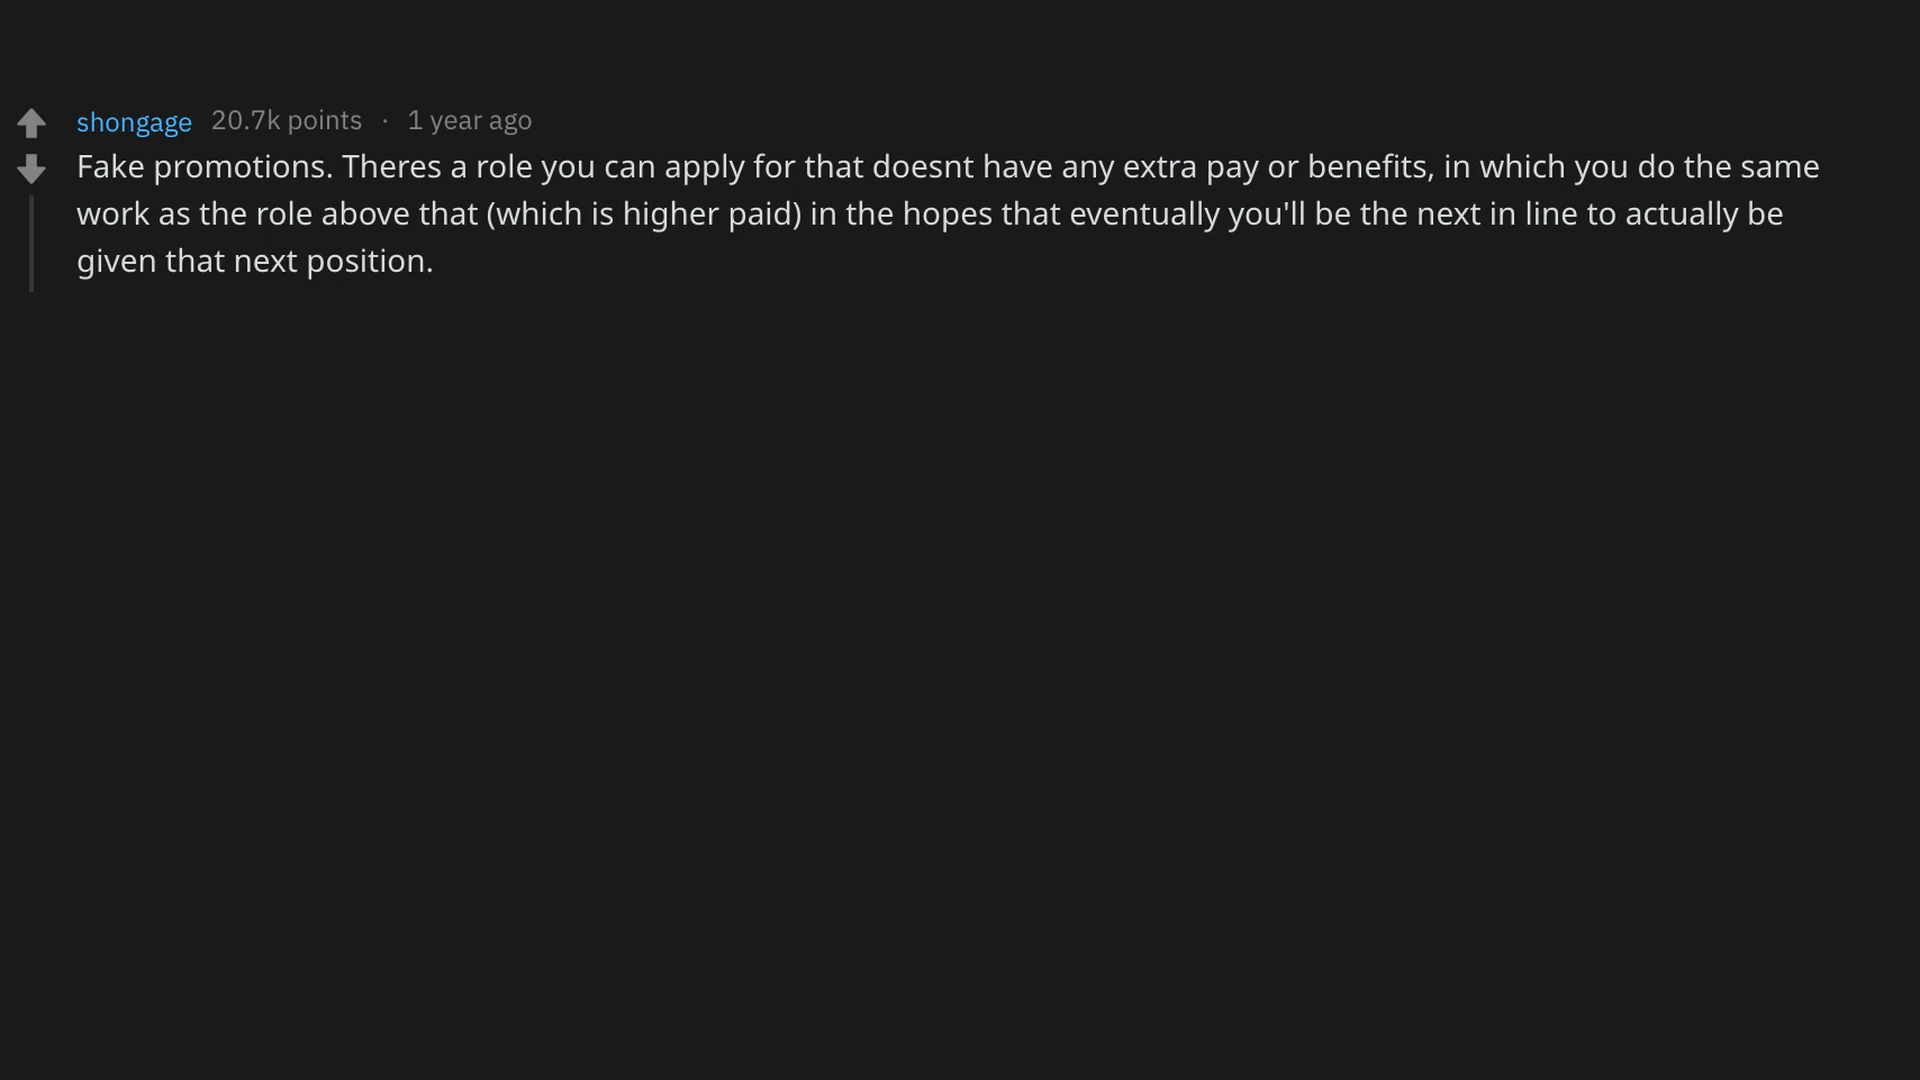 shongage 20.7k points · 1 year ago
Fake promotions. Theres a role you can apply for that doesnt have any extra pay or benefits, in which you do the same
work as the role above that (which is higher paid) in the hopes that eventually you'll be the next in line to actually be
given that next position.